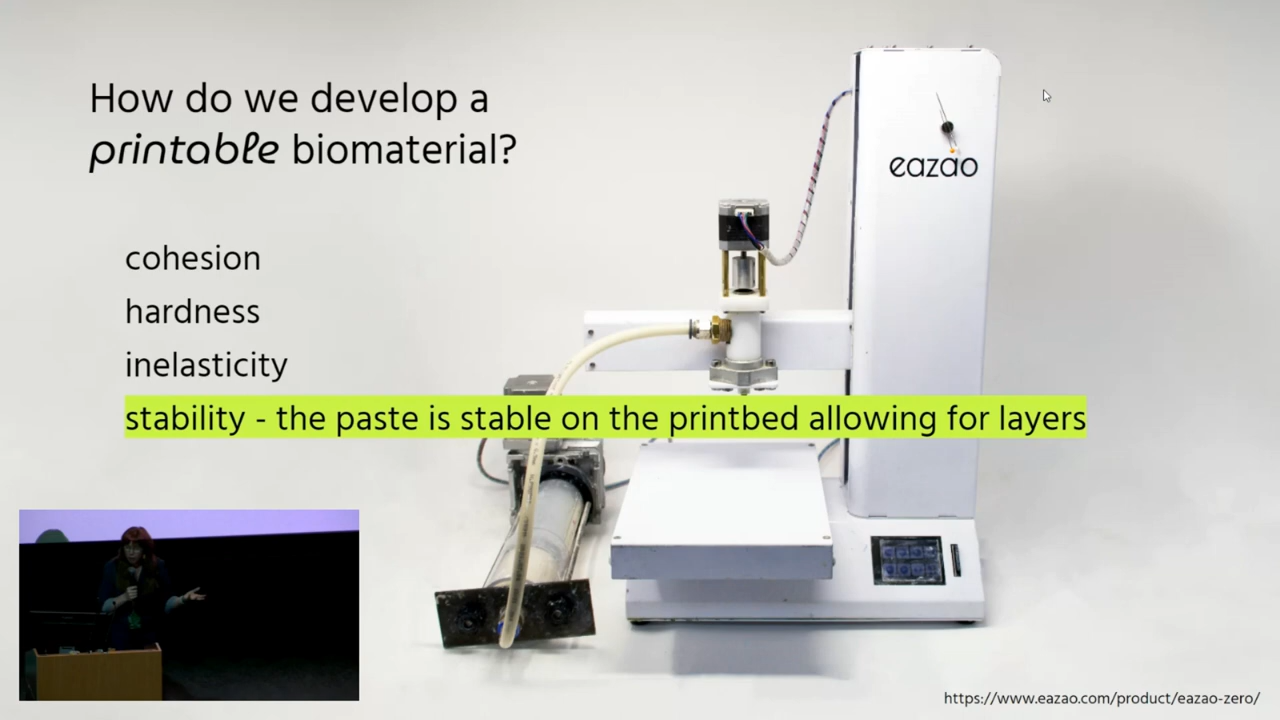 How do we develop a
printable biomaterial?
cohesion
hardness
inelasticity
stability - the paste is stable on the printbed allowing for layers
eazao
https://www.eazao.com/product/eazao-zero/